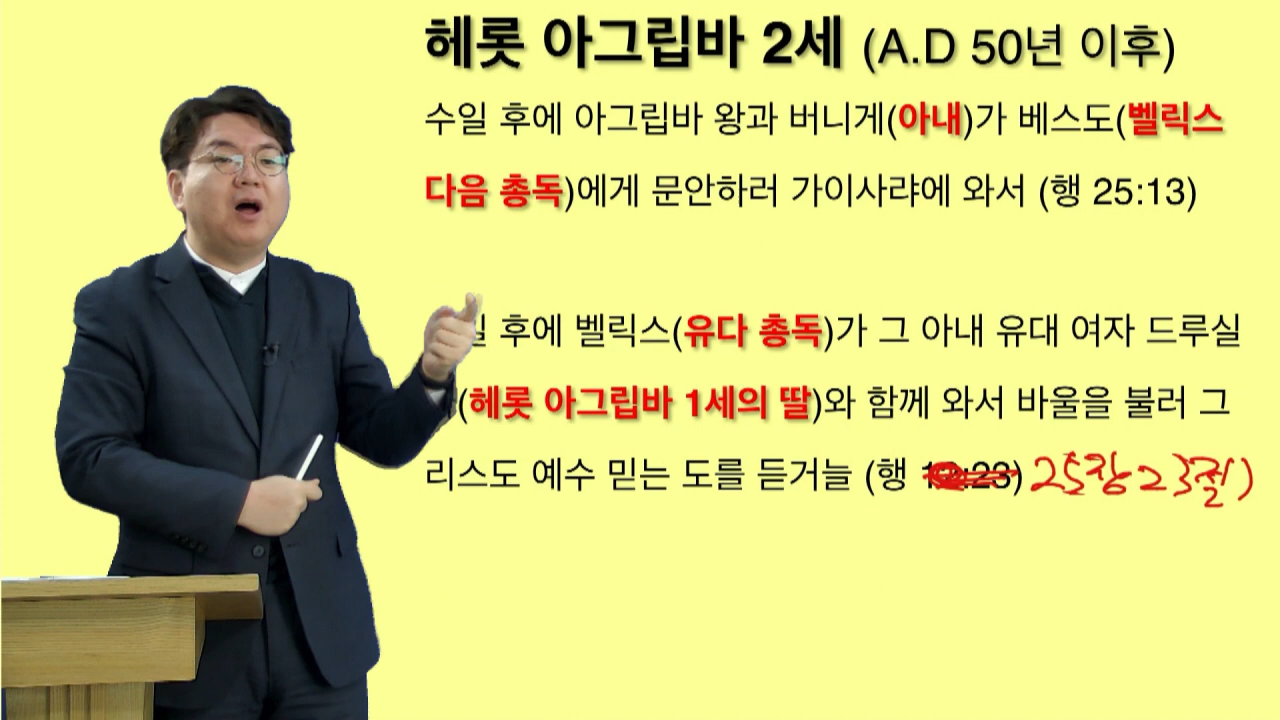 헤롯 아그립바 2세 (A.D 50년 이후)
수일 후에 아그립바 왕과 버니게(아내)가 베스도(벨릭스
다음 총독)에게 문안하러 가이사랴에 와서 (행 25:13)
후에 벨릭스(유다 총독)가 그 아내 유대 여자 드루실
(헤롯 아그립바 1세의 딸)와 함께 와서 바울을 불러 그
리스도 예수 믿는 도를 듣거늘 (행 25장 23절)